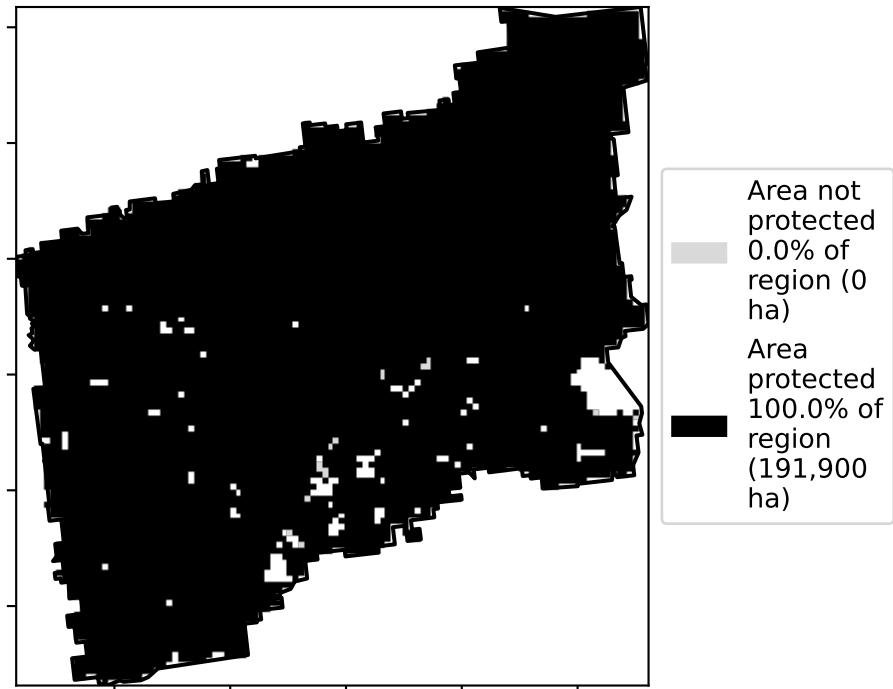 Area not
protected
0.0% of
region (0
ha)
Area
protected
100.0% of
region
(191,900
ha)